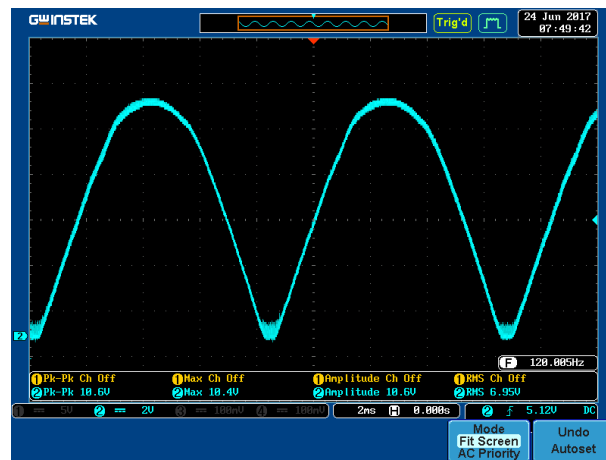 GWINSTEK
Trig'd
24 Jun 2017
07:49:42
2
F 120.005Hz
1 Pk-Pk Ch Off 1 Max Ch Off 1 Amplitude Ch Off 1 RMS Ch Off
2 Pk-Pk 10.6V 2 Max 10.4V 2 Amplitude 10.6V 2 RMS 6.95V
1 5V 2 2V 3 100mV 4 100mV 2ms H 0.000s 2 5.12V DC
Mode
Fit Screen
AC Priority
Undo
Autoset